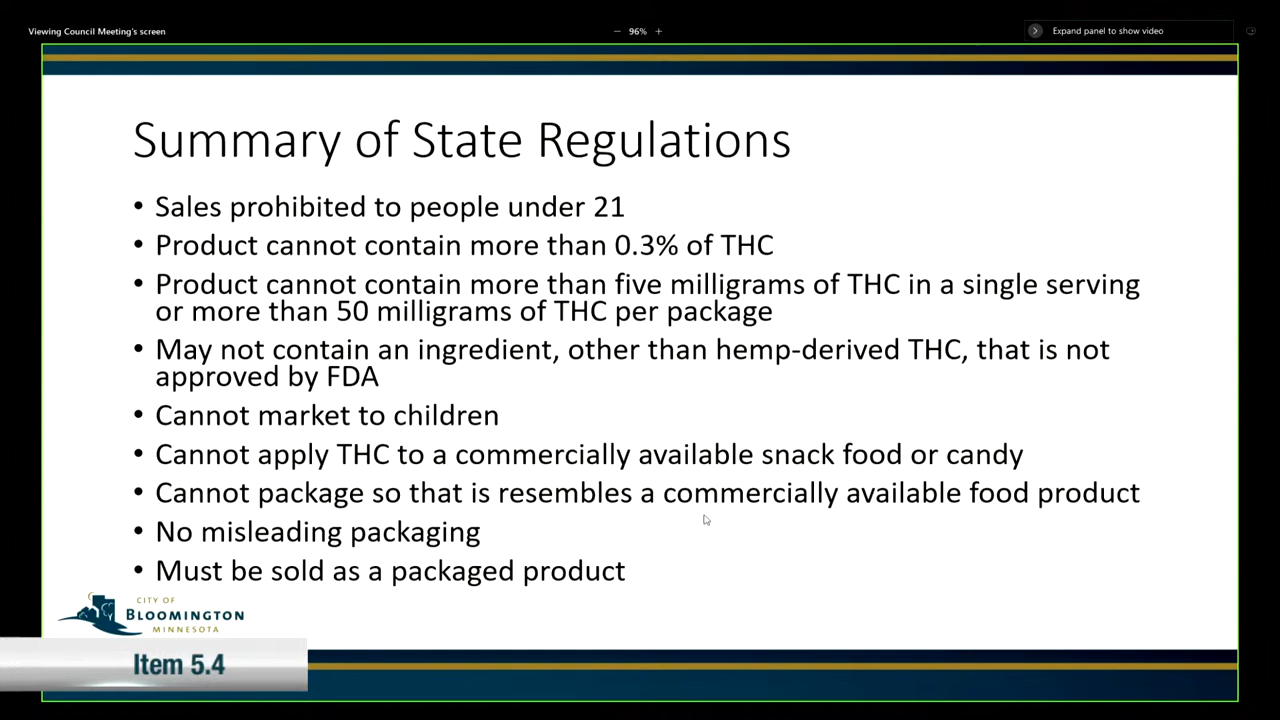 Viewing Council Meeting's screen
− 96% +
Expand panel to show video
Summary of State Regulations
• Sales prohibited to people under 21
• Product cannot contain more than 0.3% of THC
• Product cannot contain more than five milligrams of THC in a single serving
or more than 50 milligrams of THC per package
• May not contain an ingredient, other than hemp-derived THC, that is not
approved by FDA
• Cannot market to children
• Cannot apply THC to a commercially available snack food or candy
• Cannot package so that is resembles a commercially available food product
• No misleading packaging
• Must be sold as a packaged product
CITY OF
BLOOMINGTON
MINNESOTA
Item 5.4